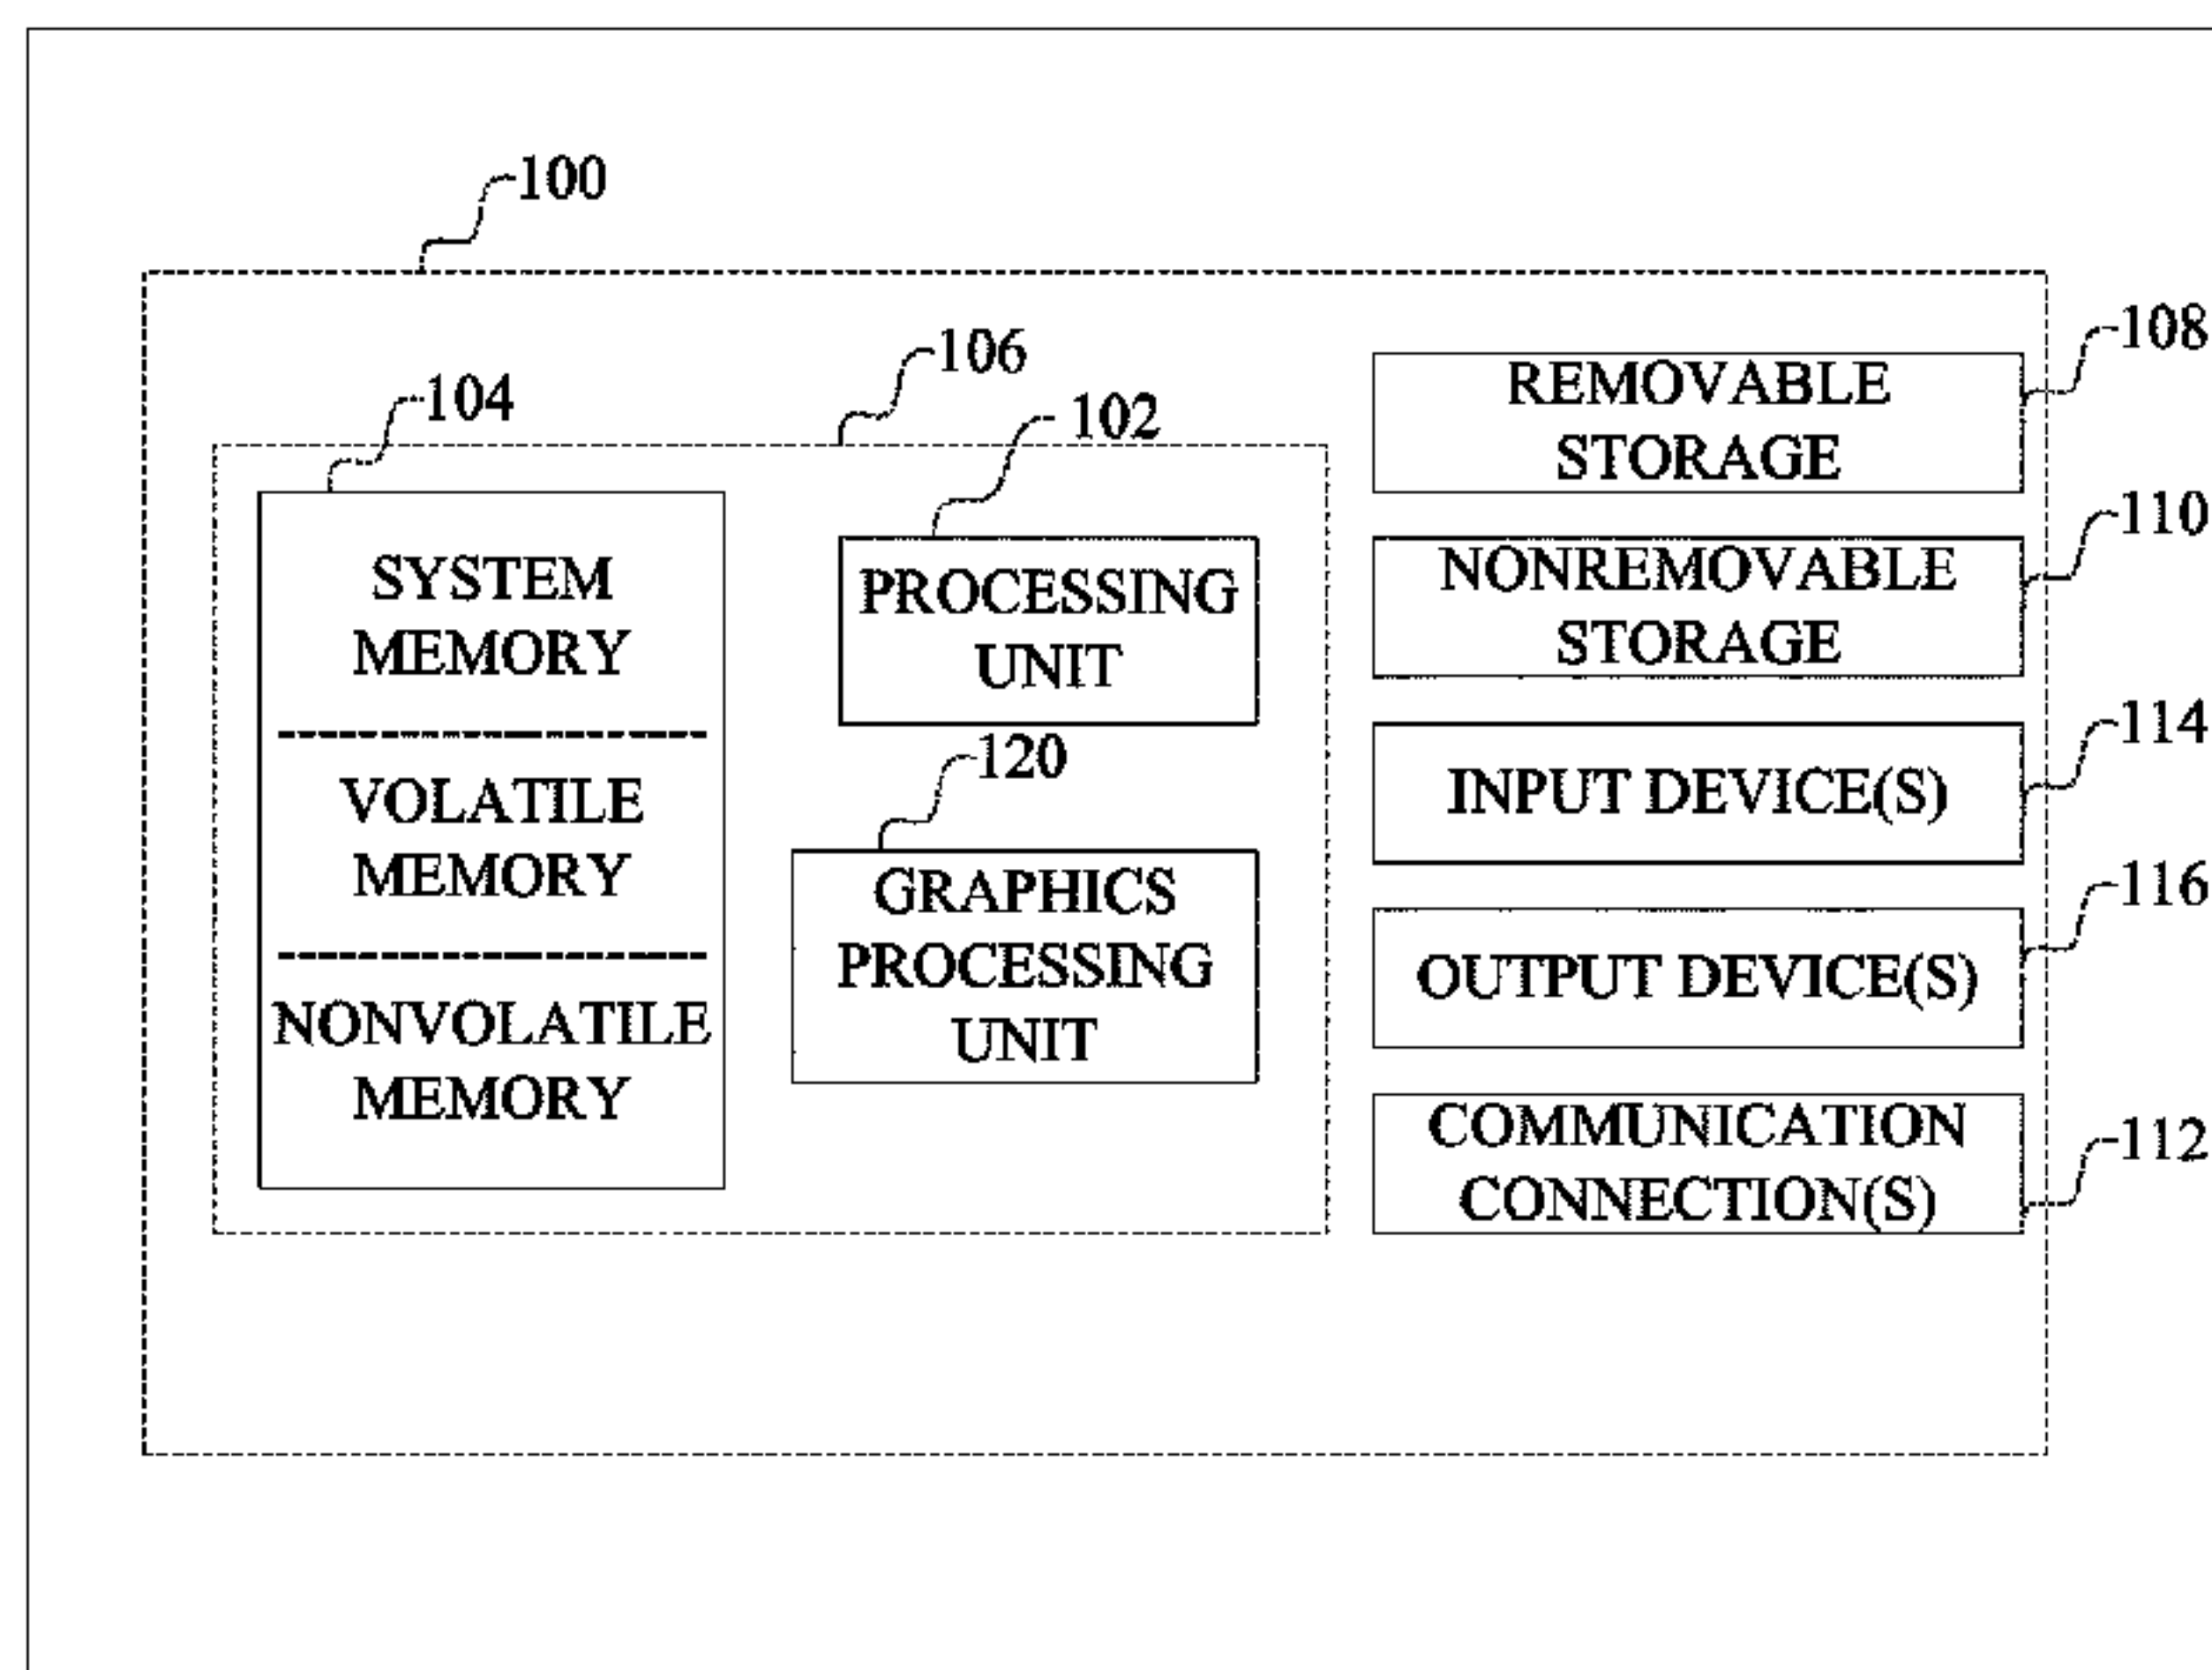 100
106
104
102
SYSTEM
MEMORY
VOLATILE
MEMORY
NONVOLATILE
MEMORY
PROCESSING
UNIT
120
GRAPHICS
PROCESSING
UNIT
108
REMOVABLE
STORAGE
110
NONREMOVABLE
STORAGE
114
INPUT DEVICE(S)
116
OUTPUT DEVICE(S)
112
COMMUNICATION
CONNECTION(S)